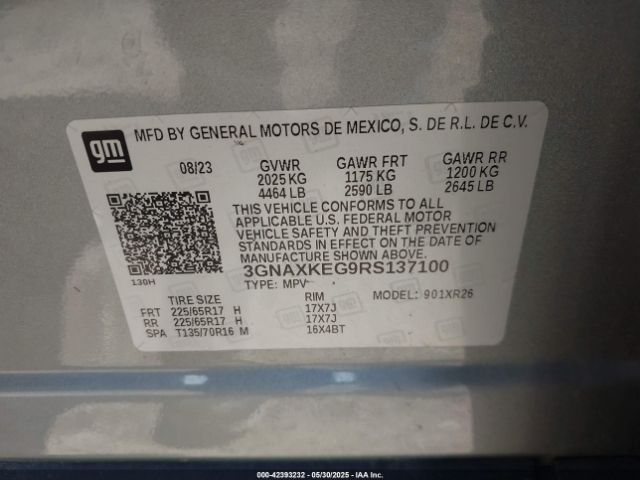 gm
MFD BY GENERAL MOTORS DE MEXICO, S. DE R.L. DE C.V.
08/23 GVWR GAWR FRT GAWR RR
2025 KG 1175 KG 1200 KG
4464 LB 2590 LB 2645 LB
THIS VEHICLE CONFORMS TO ALL
APPLICABLE U.S. FEDERAL MOTOR
VEHICLE SAFETY AND THEFT PREVENTION
STANDARDS IN EFFECT ON THE DATE OF
MANUFACTURE SHOWN ABOVE.
3GNAXKEG9RS137100
130H
TYPE: MPV MODEL: 901XR26
TIRE SIZE RIM
FRT 225/65R17 H 17X7J
RR 225/65R17 H 17X7J
SPA T135/70R16 M 16X4BT
000-42393232 - 05/30/2025 - IAA Inc.